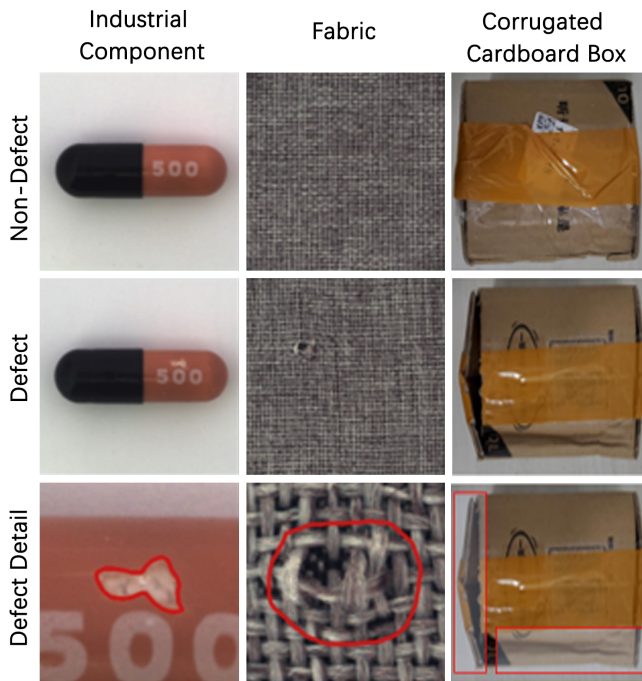 Industrial
Component
Fabric
Corrugated
Cardboard Box
Non-Defect
500
Defect
500
Defect Detail
500